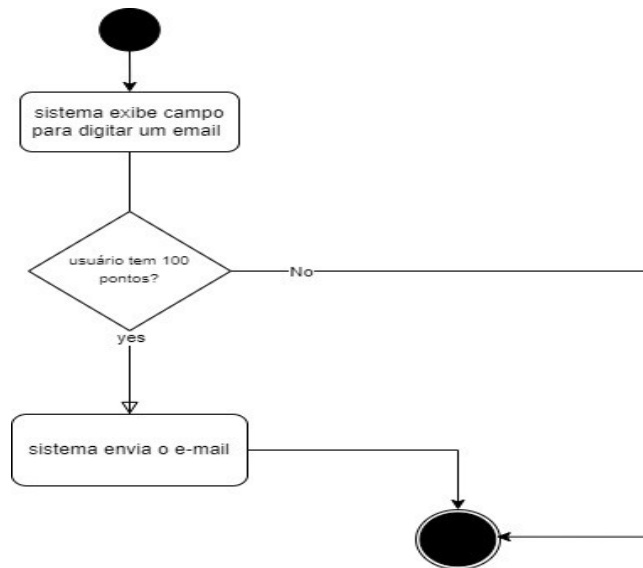 sistema exibe campo
para digitar um email
usuário tem 100
pontos?
No
yes
sistema envia o e-mail